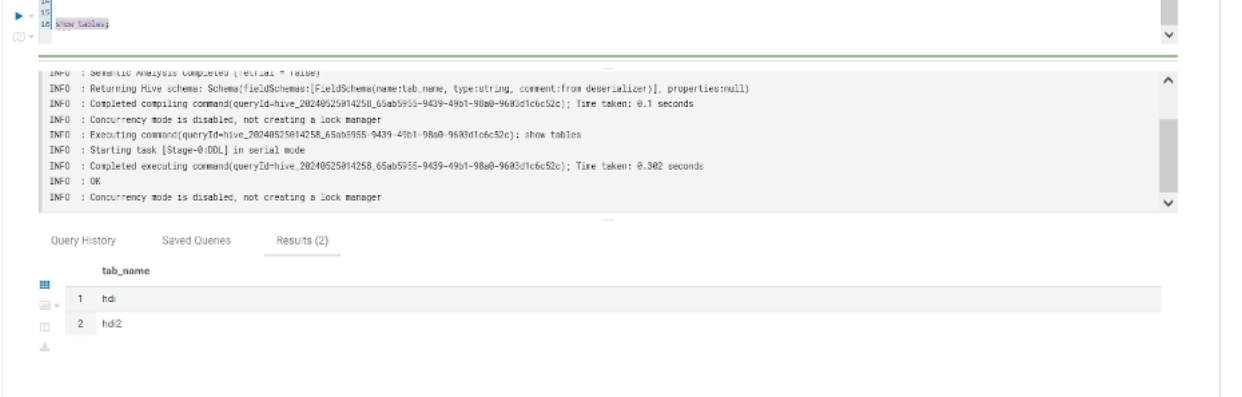 15
16 show tables;
INFO : Semantic Analysis Completed (retrial = false)
INFO : Returning Hive schema: Schema(fieldSchemas:[FieldSchema(name:tab_name, type:string, comment:from deserializer)], properties:null)
INFO : Completed compiling command(queryId=hive_20240525014258_65ab5955-9439-49b1-98a0-9603d1c6c52c); Time taken: 0.1 seconds
INFO : Concurrency mode is disabled, not creating a lock manager
INFO : Executing command(queryId=hive_20240525014258_65ab5955-9439-49b1-98a0-9603d1c6c52c): show tables
INFO : Starting task [Stage-0:DDL] in serial mode
INFO : Completed executing command(queryId=hive_20240525014258_65ab5955-9439-49b1-98a0-9603d1c6c52c); Time taken: 0.302 seconds
INFO : OK
INFO : Concurrency mode is disabled, not creating a lock manager
Query History Saved Queries Results (2)
tab_name
1 hdi
2 hdi2